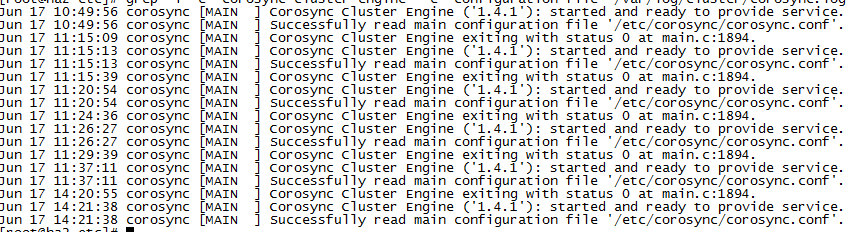 Jun 17 10:49:56 corosync [MAIN  ] Corosync Cluster Engine ('1.4.1'): started and ready to provide service.
Jun 17 10:49:56 corosync [MAIN  ] Successfully read main configuration file '/etc/corosync/corosync.conf'.
Jun 17 11:15:09 corosync [MAIN  ] Corosync Cluster Engine exiting with status 0 at main.c:1894.
Jun 17 11:15:13 corosync [MAIN  ] Corosync Cluster Engine ('1.4.1'): started and ready to provide service.
Jun 17 11:15:13 corosync [MAIN  ] Successfully read main configuration file '/etc/corosync/corosync.conf'.
Jun 17 11:15:39 corosync [MAIN  ] Corosync Cluster Engine exiting with status 0 at main.c:1894.
Jun 17 11:20:54 corosync [MAIN  ] Corosync Cluster Engine ('1.4.1'): started and ready to provide service.
Jun 17 11:20:54 corosync [MAIN  ] Successfully read main configuration file '/etc/corosync/corosync.conf'.
Jun 17 11:24:36 corosync [MAIN  ] Corosync Cluster Engine exiting with status 0 at main.c:1894.
Jun 17 11:26:27 corosync [MAIN  ] Corosync Cluster Engine ('1.4.1'): started and ready to provide service.
Jun 17 11:26:27 corosync [MAIN  ] Successfully read main configuration file '/etc/corosync/corosync.conf'.
Jun 17 11:29:39 corosync [MAIN  ] Corosync Cluster Engine exiting with status 0 at main.c:1894.
Jun 17 11:37:11 corosync [MAIN  ] Corosync Cluster Engine ('1.4.1'): started and ready to provide service.
Jun 17 11:37:11 corosync [MAIN  ] Successfully read main configuration file '/etc/corosync/corosync.conf'.
Jun 17 14:20:55 corosync [MAIN  ] Corosync Cluster Engine exiting with status 0 at main.c:1894.
Jun 17 14:21:38 corosync [MAIN  ] Corosync Cluster Engine ('1.4.1'): started and ready to provide service.
Jun 17 14:21:38 corosync [MAIN  ] Successfully read main configuration file '/etc/corosync/corosync.conf'.